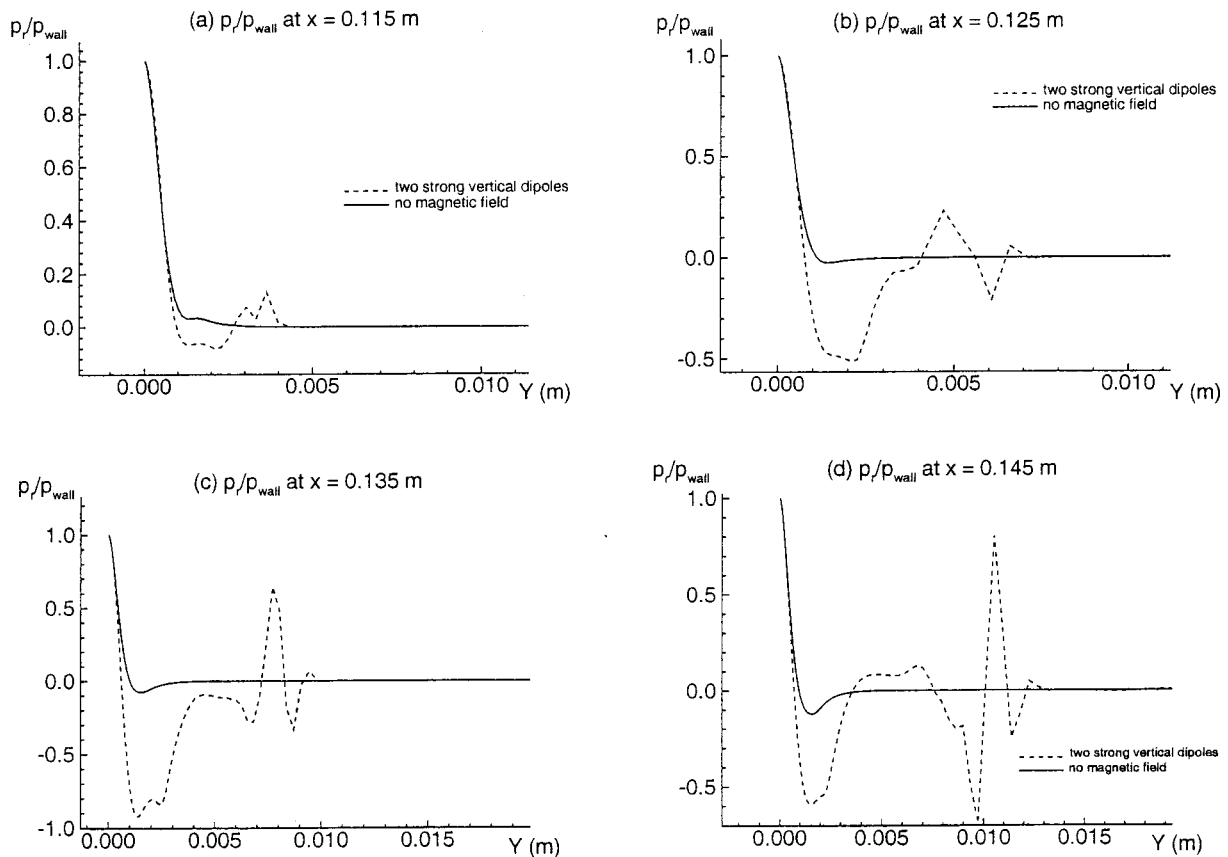 (a) p_r/p_wall at x = 0.115 m
p_r/p_wall
1.0
0.8
0.6
0.4
0.2
0.0
two strong vertical dipoles
no magnetic field
0.000
0.005
0.010
Y (m)
(b) p_r/p_wall at x = 0.125 m
p_r/p_wall
1.0
0.5
0.0
-0.5
two strong vertical dipoles
no magnetic field
0.000
0.005
0.010
Y (m)
(c) p_r/p_wall at x = 0.135 m
p_r/p_wall
1.0
0.5
0.0
-0.5
-1.0
0.000
0.005
0.010
0.015
Y (m)
(d) p_r/p_wall at x = 0.145 m
p_r/p_wall
1.0
0.5
0.0
-0.5
two strong vertical dipoles
no magnetic field
0.000
0.005
0.010
0.015
Y (m)